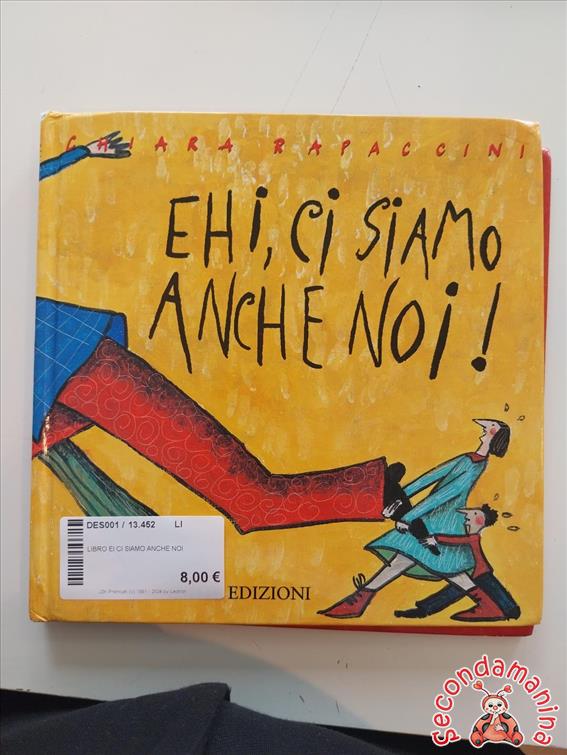 CHIARA RAPACCINI
EHi, Ci SiAMO
ANCHE NOi!
DES001 / 13.452 LI
LIBRO EI CI SIAMO ANCHE NOI
8,00 €
EDIZIONI
secondamanina